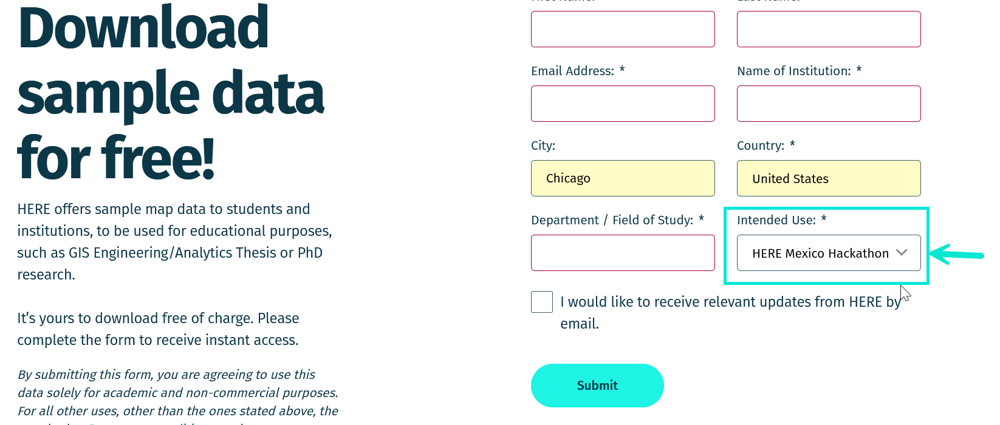 Download
sample data
for free!
HERE offers sample map data to students and
institutions, to be used for educational purposes,
such as GIS Engineering/Analytics Thesis or PhD
research.
It’s yours to download free of charge. Please
complete the form to receive instant access.
By submitting this form, you are agreeing to use this
data solely for academic and non-commercial purposes.
For all other uses, other than the ones stated above, the
Email Address: *
Name of Institution: *
City:
Country: *
Chicago
United States
Department / Field of Study: *
Intended Use: *
HERE Mexico Hackathon
I would like to receive relevant updates from HERE by
email.
Submit